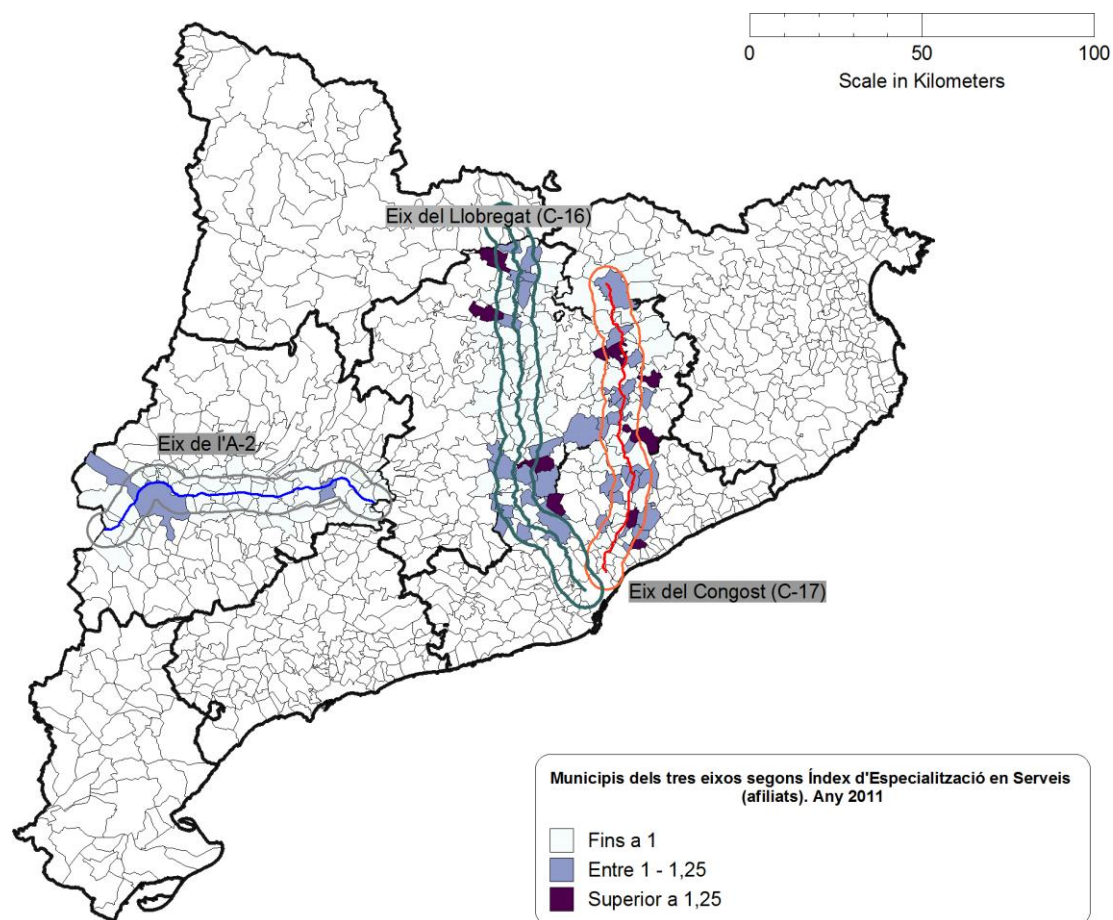 0 50 100
Scale in Kilometers
Eix del Llobregat (C-16)
Eix de l'A-2
Eix del Congost (C-17)
Municipis dels tres eixos segons Índex d'Especialització en Serveis
(afiliats). Any 2011
Fins a 1
Entre 1 - 1,25
Superior a 1,25